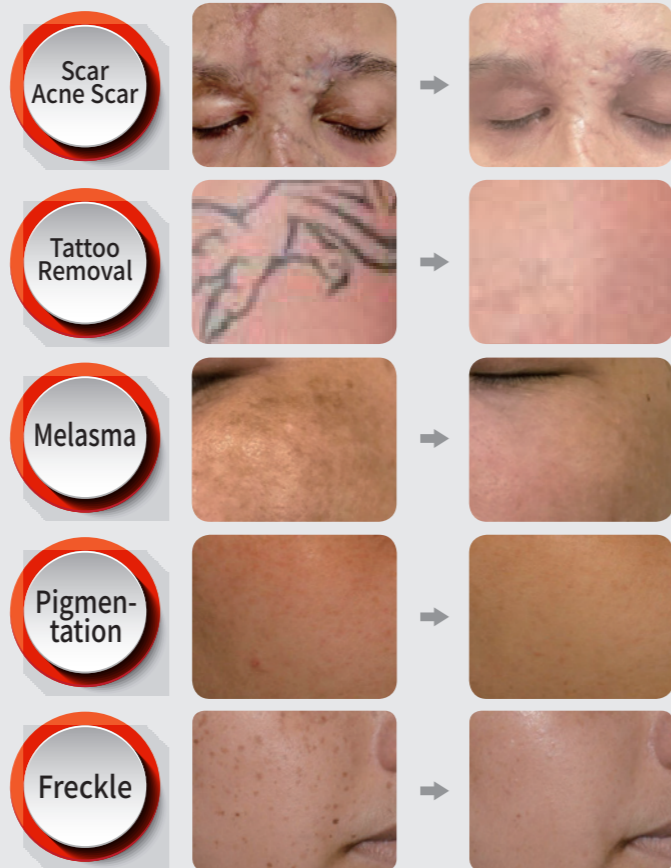 Scar
Acne Scar
Tattoo
Removal
Melasma
Pigmen-
tation
Freckle